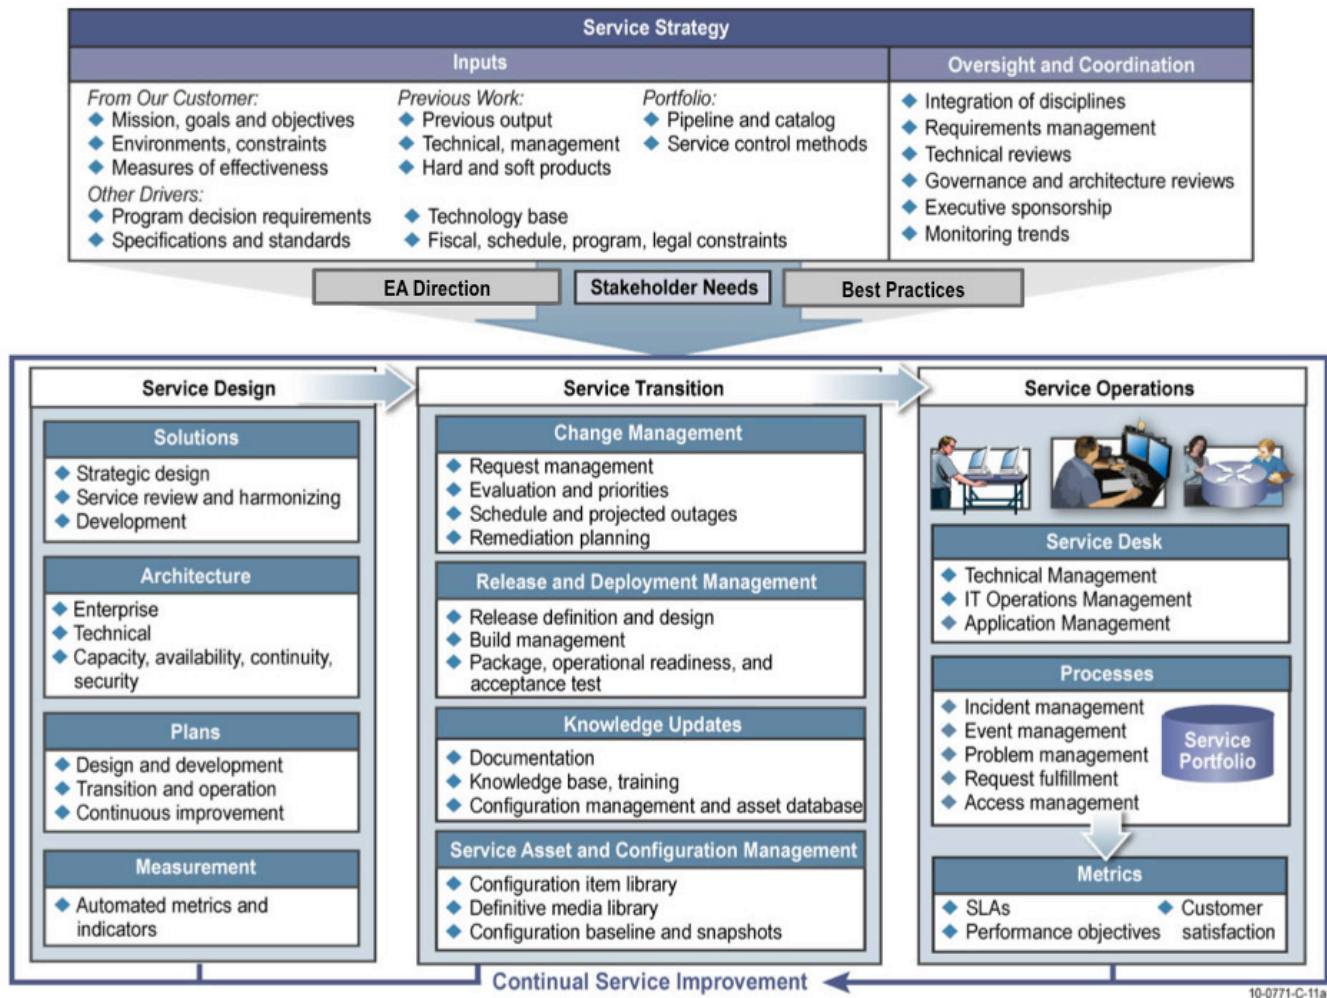 Service Strategy
Inputs
From Our Customer:
Mission, goals and objectives
Environments, constraints
Measures of effectiveness
Previous Work:
Previous output
Technical, management
Hard and soft products
Portfolio:
Pipeline and catalog
Service control methods
Other Drivers:
Program decision requirements
Specifications and standards
Technology base
Fiscal, schedule, program, legal constraints
Oversight and Coordination
Integration of disciplines
Requirements management
Technical reviews
Governance and architecture reviews
Executive sponsorship
Monitoring trends
EA Direction
Stakeholder Needs
Best Practices
Service Design
Solutions
Strategic design
Service review and harmonizing
Development
Architecture
Enterprise
Technical
Capacity, availability, continuity,
security
Plans
Design and development
Transition and operation
Continuous improvement
Measurement
Automated metrics and
indicators
Service Transition
Change Management
Request management
Evaluation and priorities
Schedule and projected outages
Remediation planning
Release and Deployment Management
Release definition and design
Build management
Package, operational readiness, and
acceptance test
Knowledge Updates
Documentation
Knowledge base, training
Configuration management and asset database
Service Asset and Configuration Management
Configuration item library
Definitive media library
Configuration baseline and snapshots
Service Operations
Service Desk
Technical Management
IT Operations Management
Application Management
Processes
Incident management
Event management
Problem management
Request fulfillment
Access management
Service
Portfolio
Metrics
SLAs
Performance objectives
Customer
satisfaction
Continual Service Improvement
10-0771-C-11a